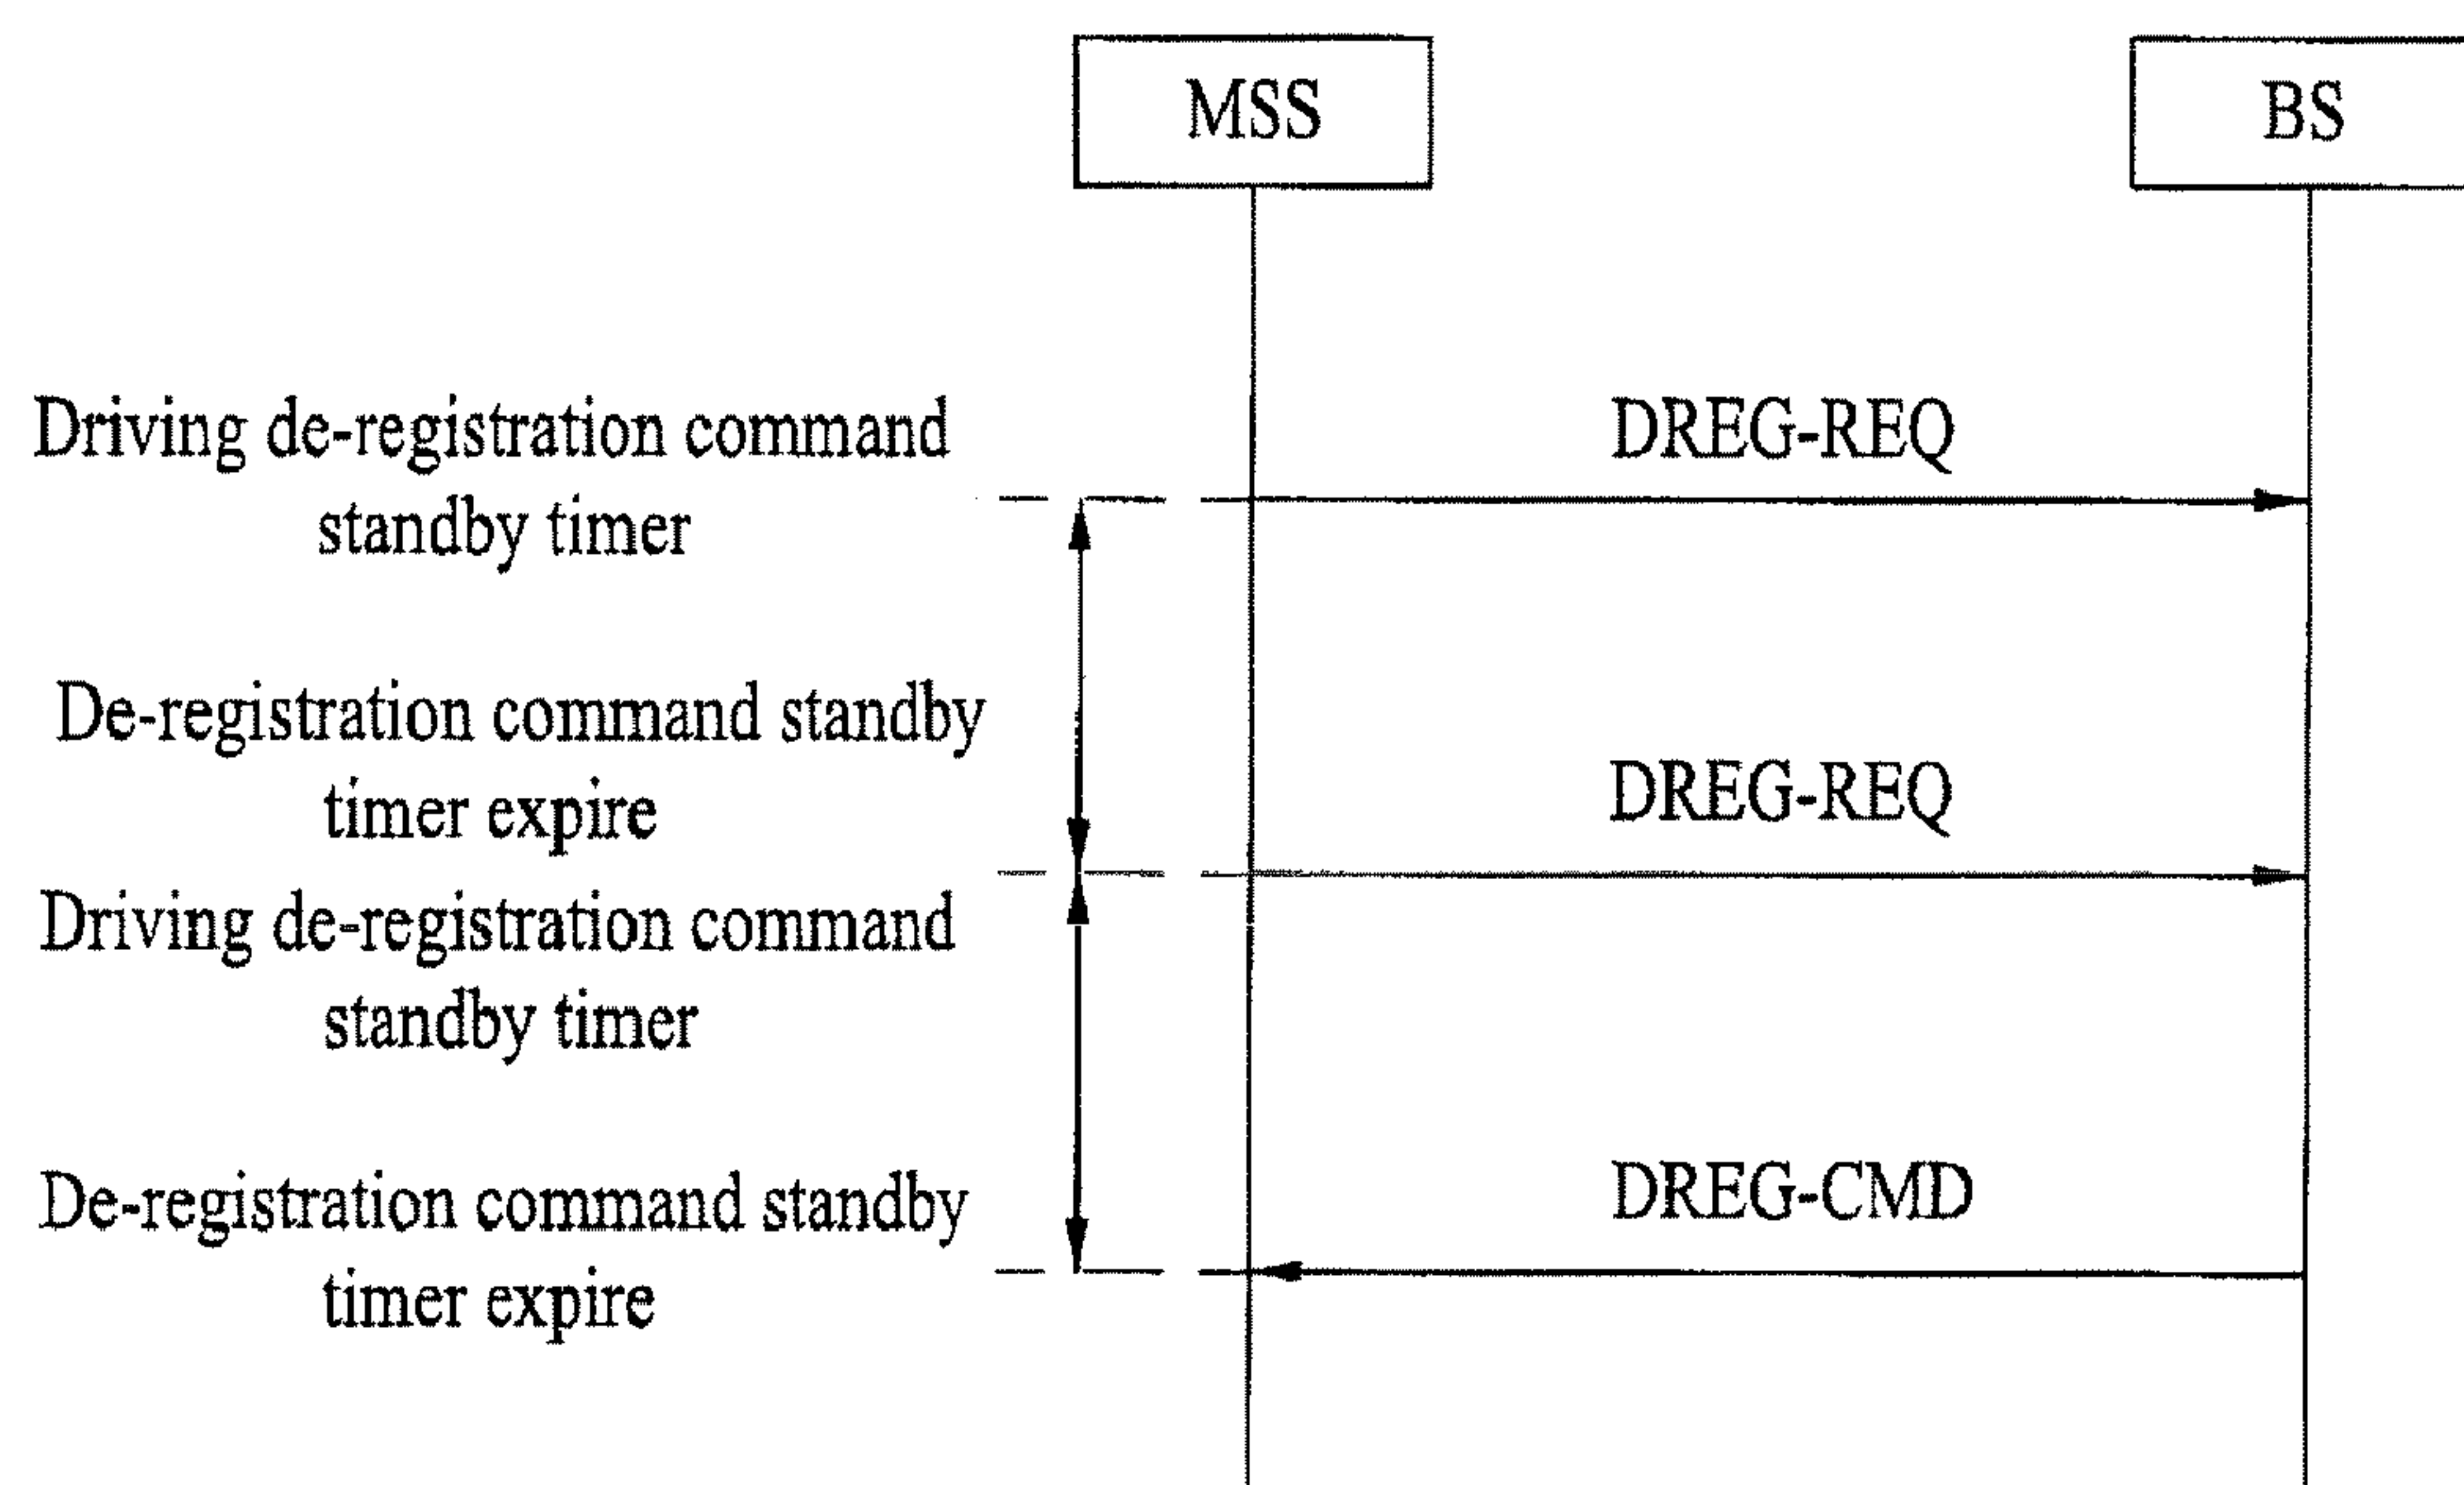 MSS
BS
Driving de-registration command
standby timer
DREG-REQ
De-registration command standby
timer expire
DREG-REQ
Driving de-registration command
standby timer
De-registration command standby
timer expire
DREG-CMD